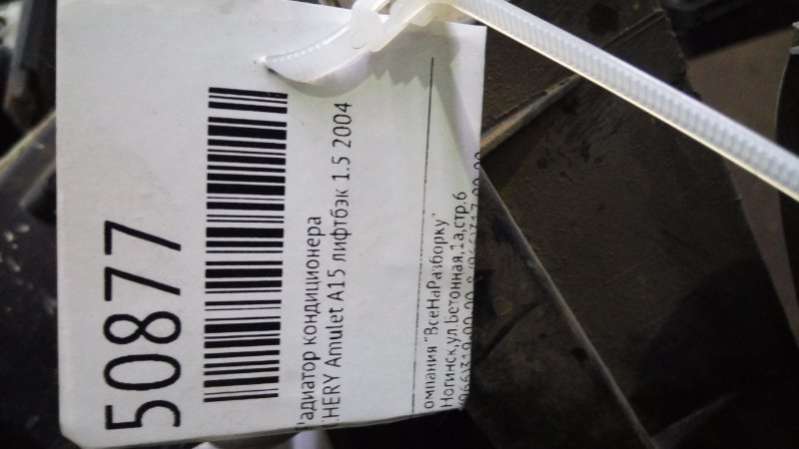 50877
Радиатор кондиционера
CHERY Amulet A15 лифтбэк 1.5 2004
омпания "ВсеНаРазборку"
Ногинск,ул.Бетонная,1а,стр.6